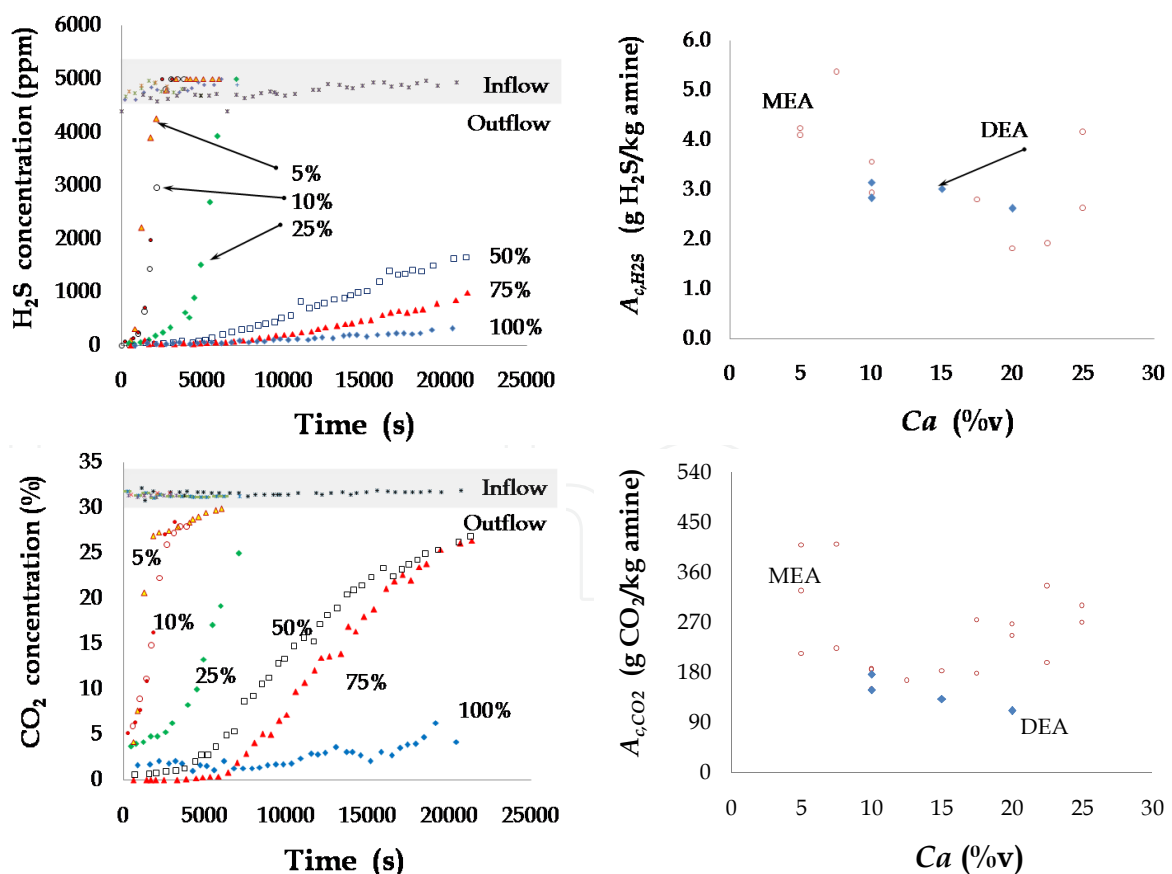 H₂S concentration (ppm)
6000
5000
4000
3000
2000
1000
0
Inflow
Outflow
5%
10%
25%
50%
75%
100%
0 5000 10000 15000 20000 25000
Time (s)
A_c,H2S (g H₂S/kg amine)
6.0
5.0
4.0
3.0
2.0
1.0
0.0
MEA
DEA
0 5 10 15 20 25 30
Ca (%v)
CO₂ concentration (%)
35
30
25
20
15
10
5
0
Inflow
Outflow
5%
10%
25%
50%
75%
100%
0 5000 10000 15000 20000 25000
Time (s)
A_c,CO2 (g CO₂/kg amine)
540
450
360
270
180
90
0
MEA
DEA
0 5 10 15 20 25 30
Ca (%v)